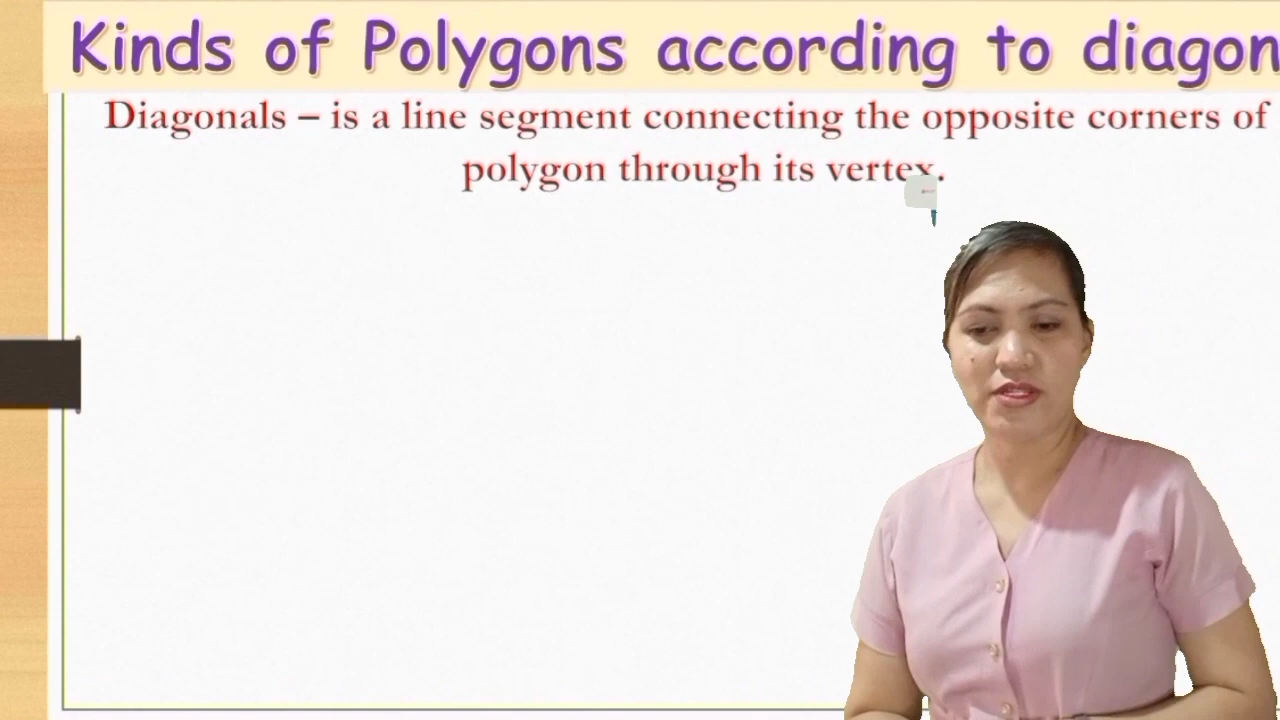 Kinds of Polygons according to diagon
Diagonals – is a line segment connecting the opposite corners of
polygon through its vertex.